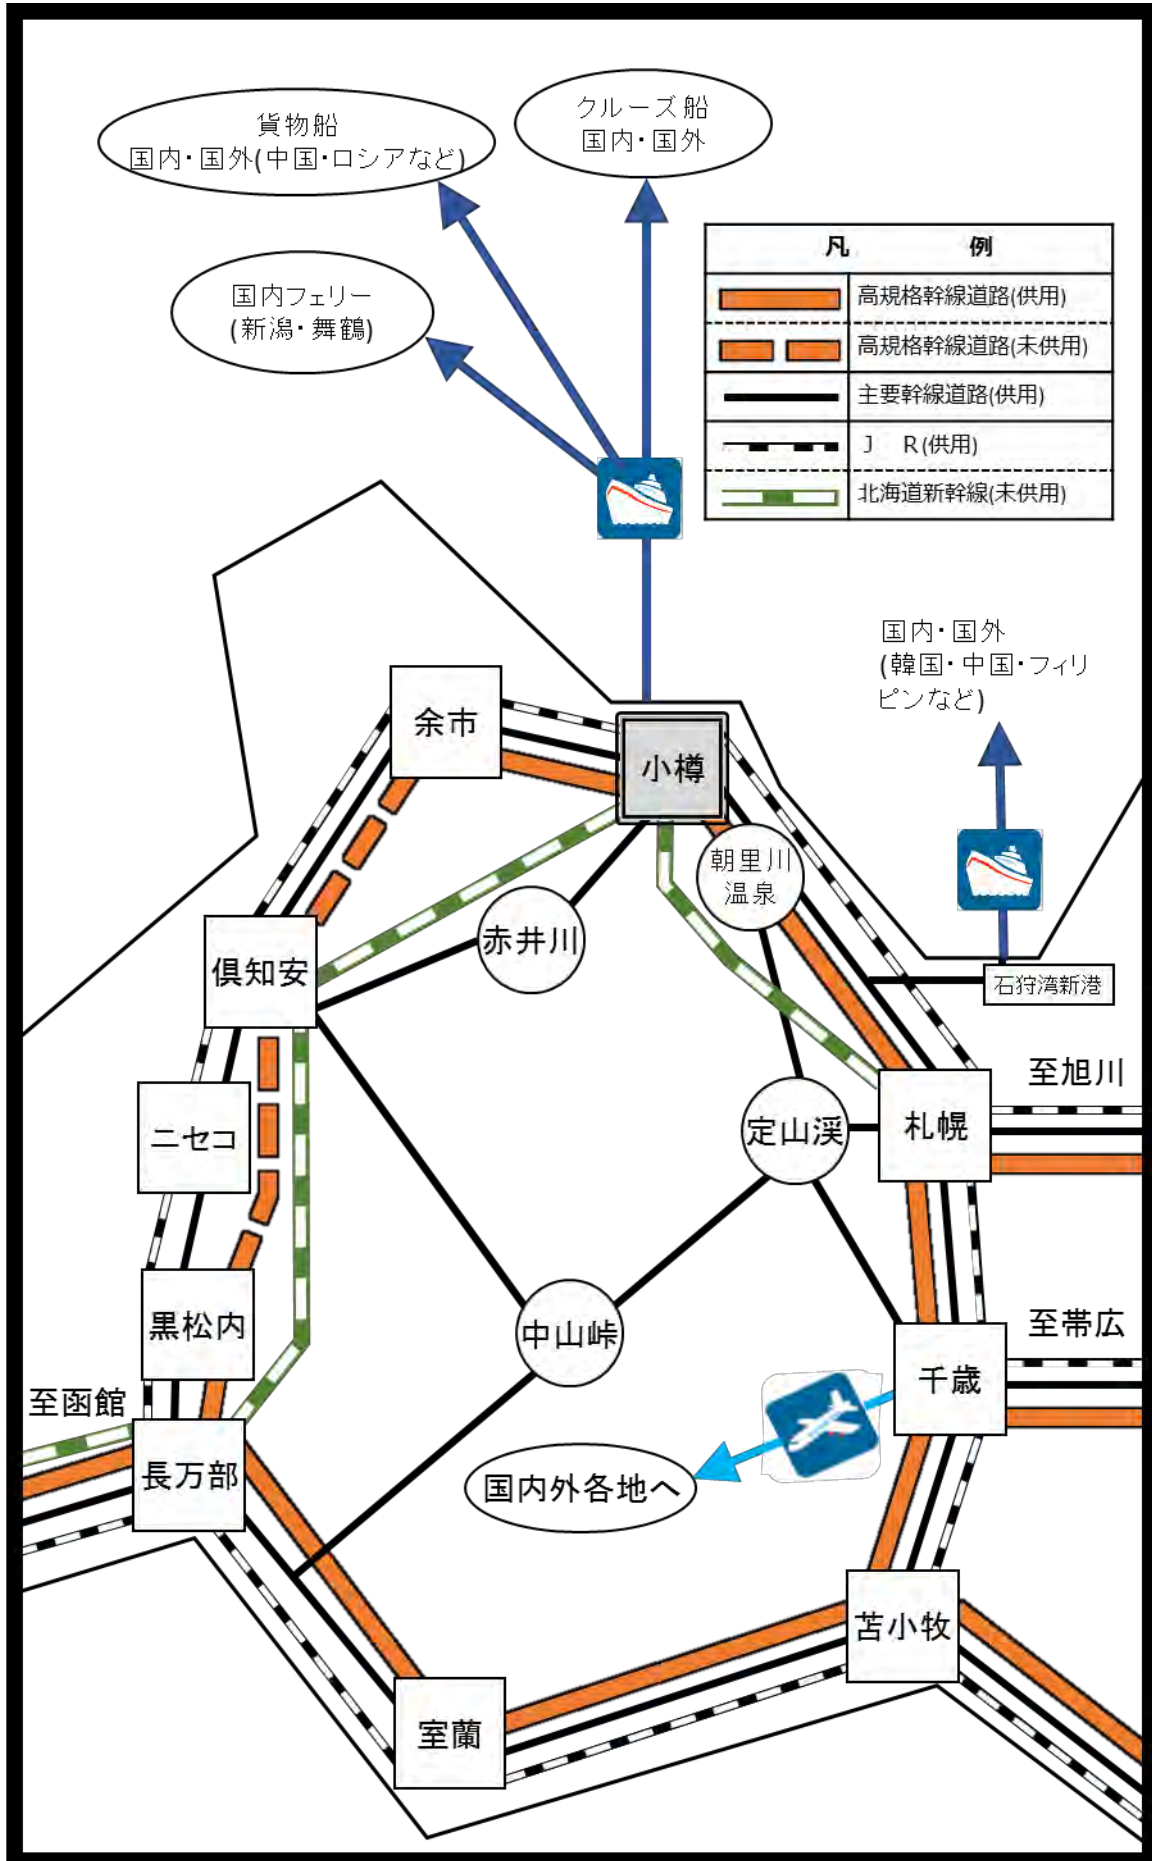 クルーズ船
国内・国外
貨物船
国内・国外(中国・ロシアなど)
国内フェリー
(新潟・舞鶴)
凡 例
高規格幹線道路(供用)
高規格幹線道路(未供用)
主要幹線道路(供用)
J R(供用)
北海道新幹線(未供用)
国内・国外
(韓国・中国・フィリ
ピンなど)
余市
小樽
朝里川
温泉
赤井川
倶知安
石狩湾新港
至旭川
ニセコ
定山渓
札幌
黒松内
中山峠
至帯広
千歳
至函館
長万部
国内外各地へ
苫小牧
室蘭